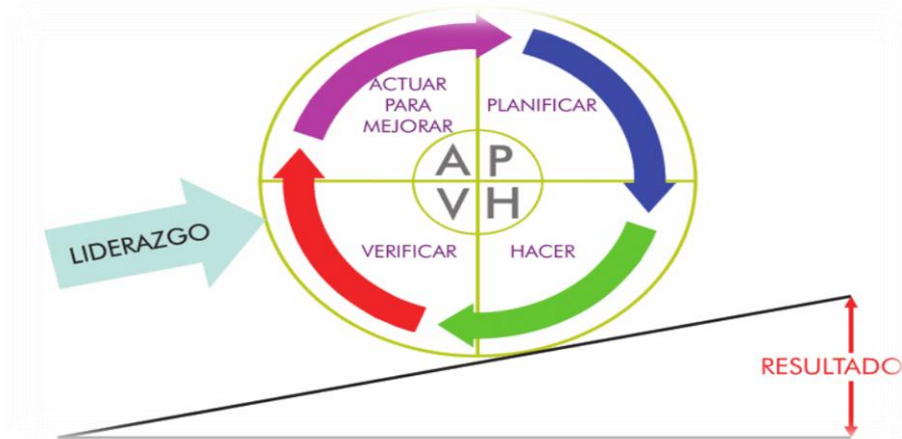 ACTUAR
PARA
MEJORAR
PLANIFICAR
A P
V H
LIDERAZGO
VERIFICAR
HACER
RESULTADO